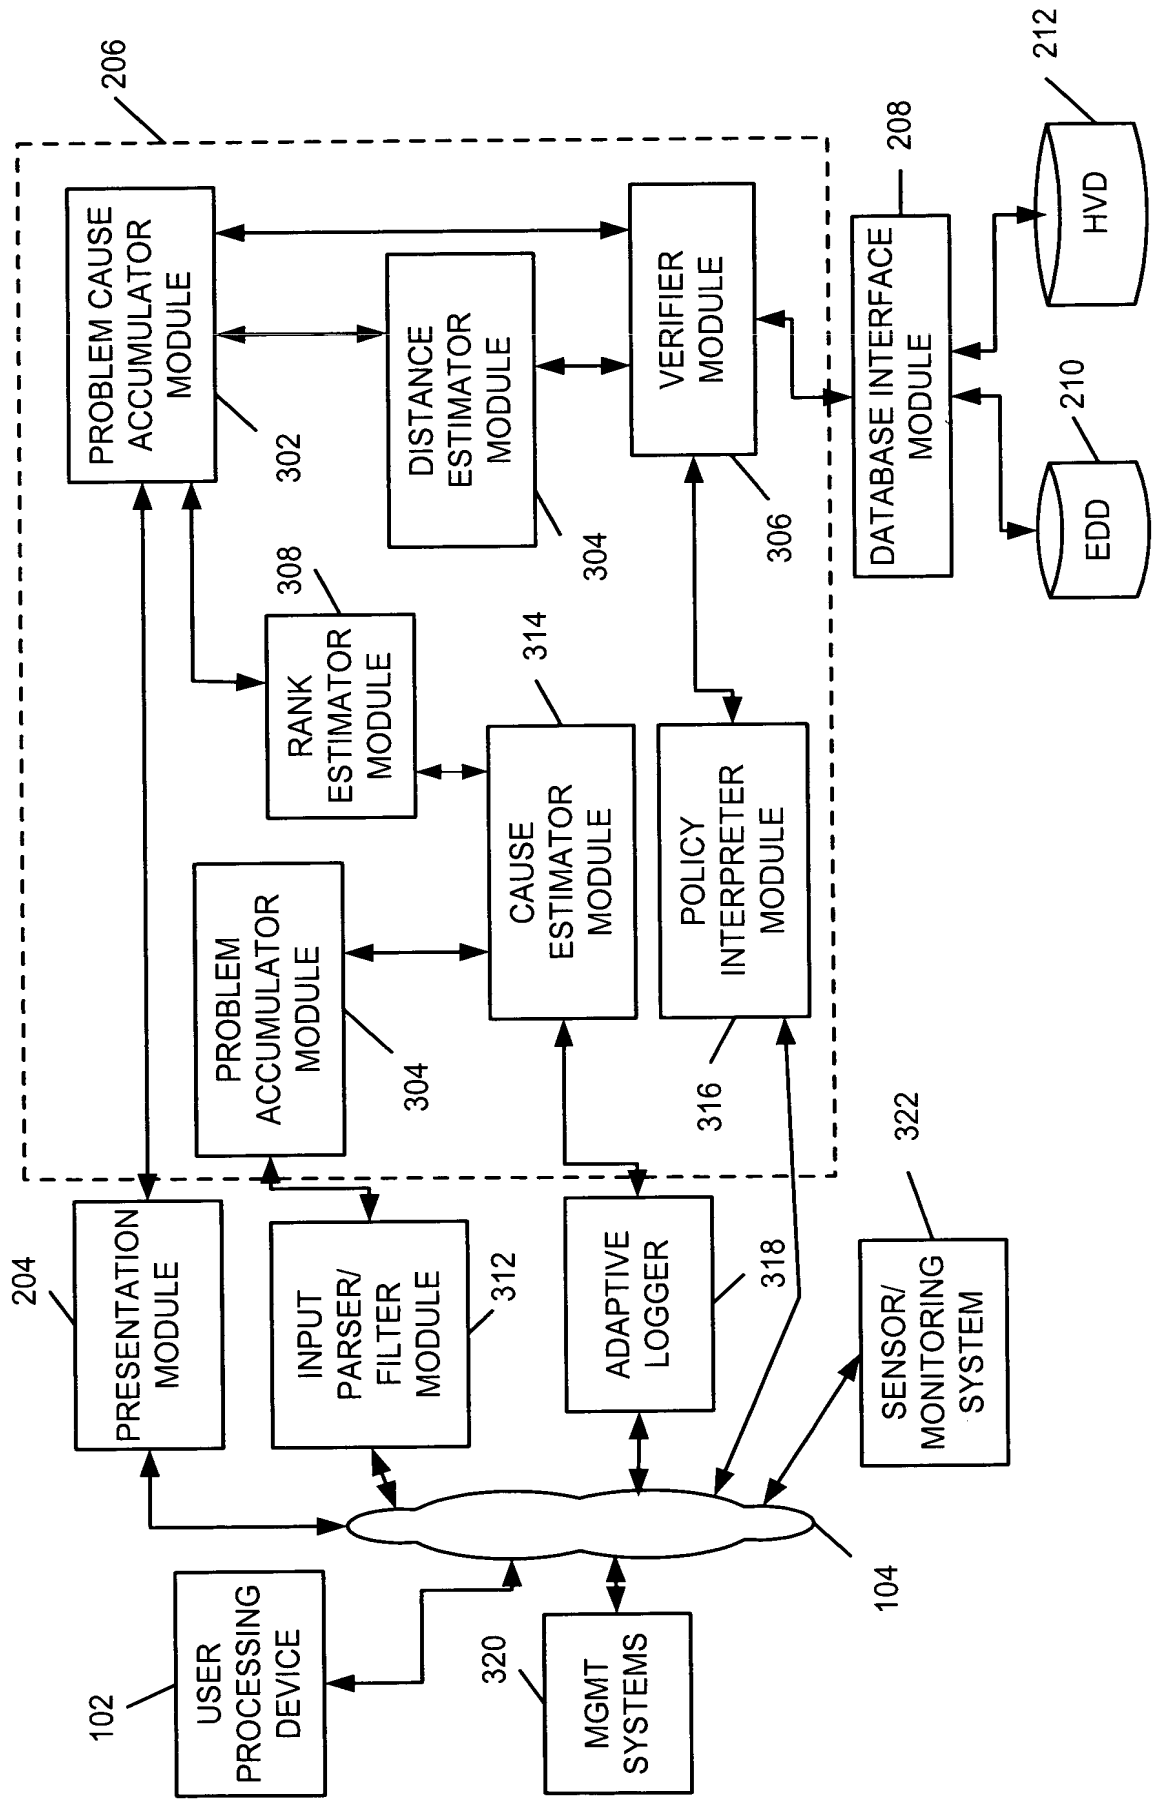 206
PROBLEM CAUSE
ACCUMULATOR
MODULE
302
DISTANCE
ESTIMATOR
MODULE
304
VERIFIER
MODULE
306
DATABASE INTERFACE
MODULE
208
HVD
212
EDD
210
308
RANK
ESTIMATOR
MODULE
314
CAUSE
ESTIMATOR
MODULE
POLICY
INTERPRETER
MODULE
316
PROBLEM
ACCUMULATOR
MODULE
304
204
PRESENTATION
MODULE
INPUT
PARSER/
FILTER
MODULE
312
ADAPTIVE
LOGGER
318
322
SENSOR/
MONITORING
SYSTEM
104
102
USER
PROCESSING
DEVICE
320
MGMT
SYSTEMS